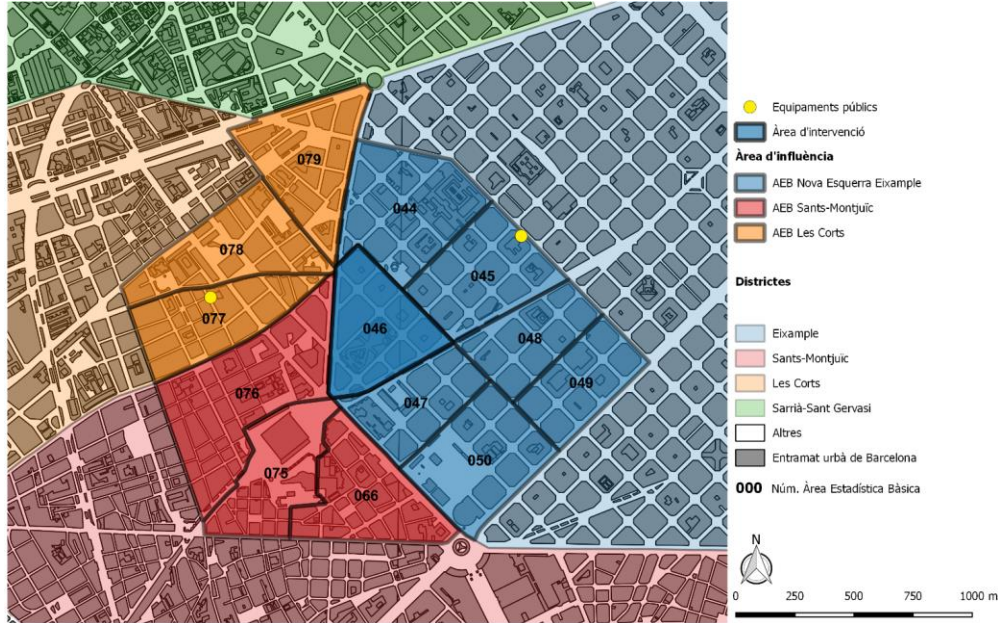 079
044
078
045
077
046
048
049
076
047
050
075
066
Equipaments públics
Àrea d'intervenció
Àrea d'influència
AEB Nova Esquerra Eixample
AEB Sants-Montjuïc
AEB Les Corts
Districtes
Eixample
Sants-Montjuïc
Les Corts
Sarrià-Sant Gervasi
Altres
Entramat urbà de Barcelona
000 Núm. Àrea Estadística Bàsica
N
0 250 500 750 1000 m